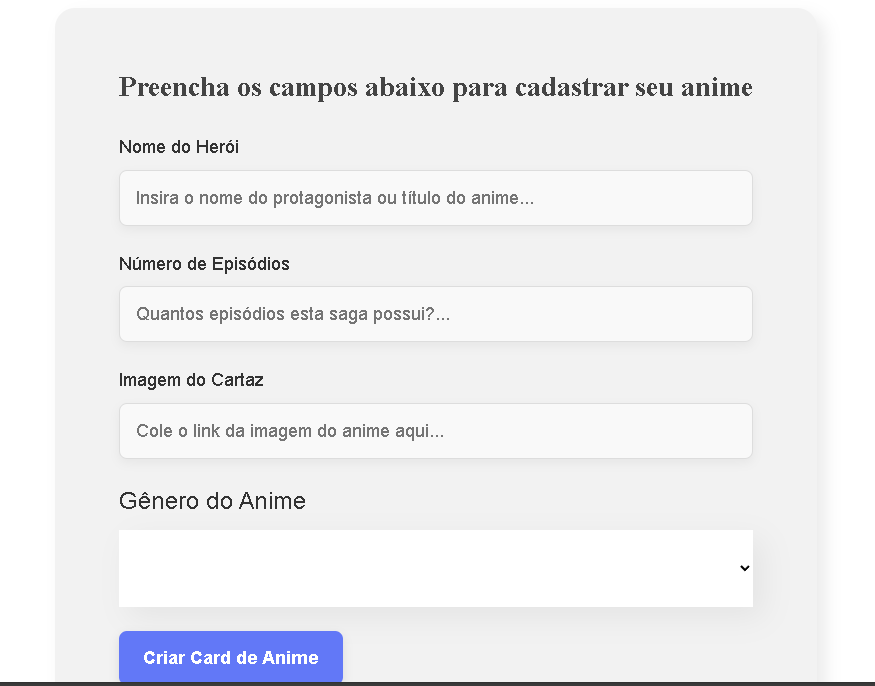 Preencha os campos abaixo para cadastrar seu anime
Nome do Herói
Insira o nome do protagonista ou título do anime...
Número de Episódios
Quantos episódios esta saga possui?...
Imagem do Cartaz
Cole o link da imagem do anime aqui...
Gênero do Anime
Criar Card de Anime